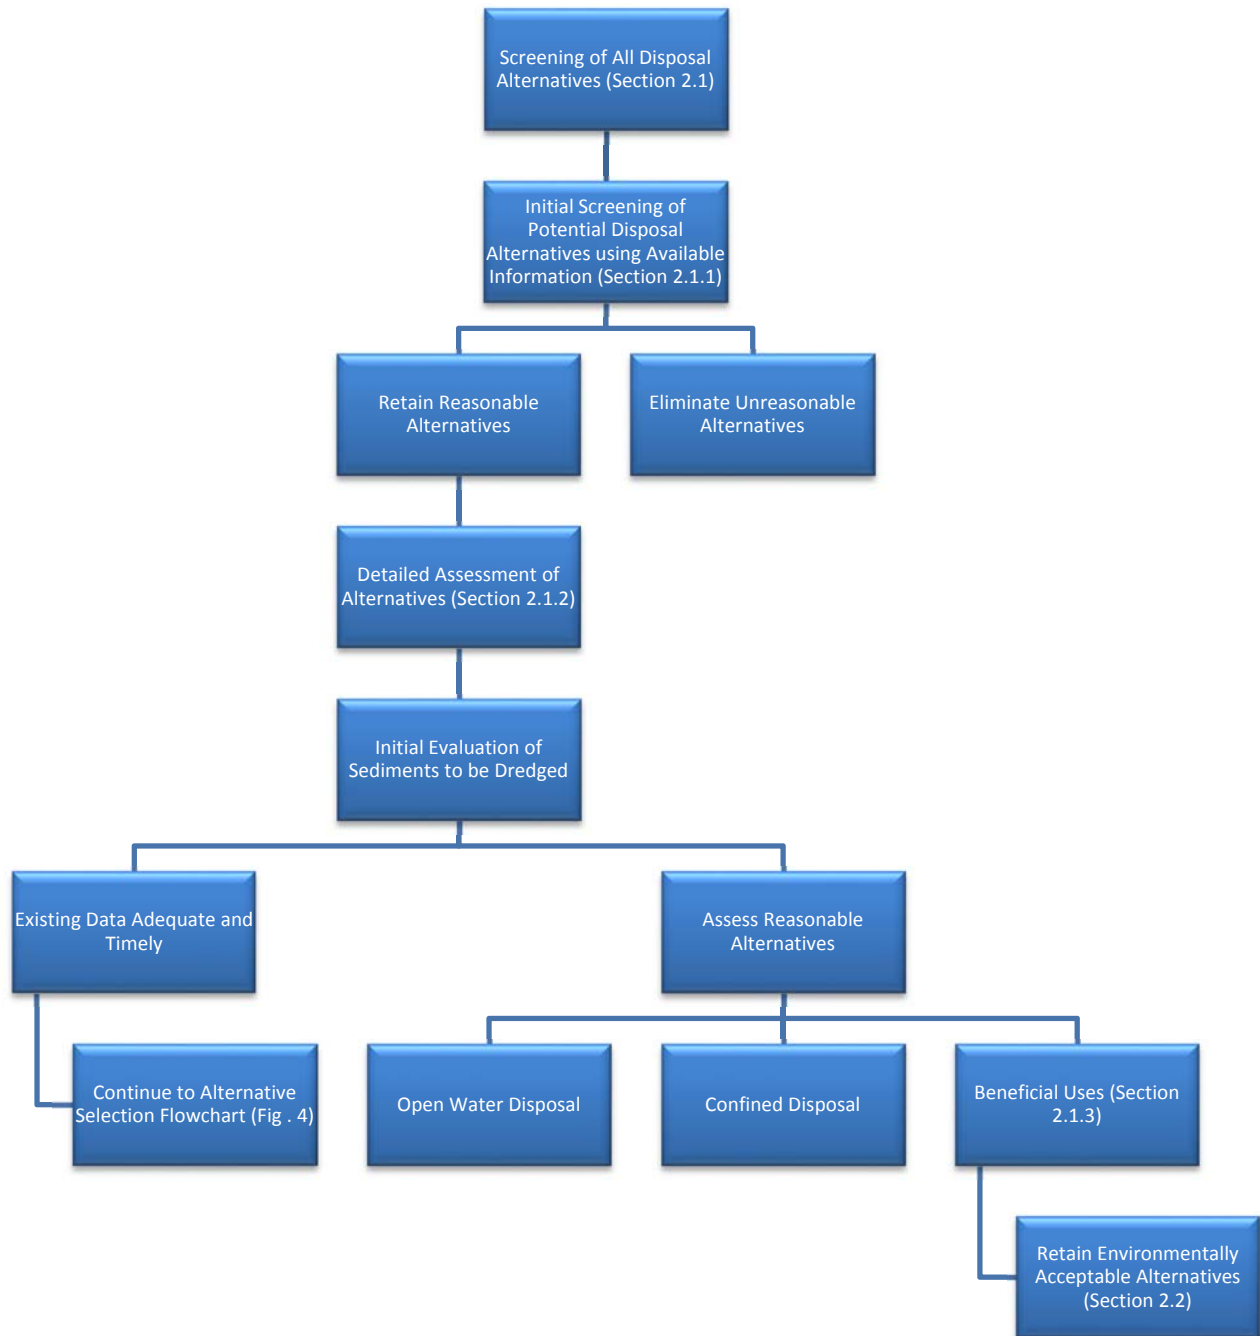 Screening of All Disposal
Alternatives (Section 2.1)
Initial Screening of
Potential Disposal
Alternatives using Available
Information (Section 2.1.1)
Retain Reasonable
Alternatives
Eliminate Unreasonable
Alternatives
Detailed Assessment of
Alternatives (Section 2.1.2)
Initial Evaluation of
Sediments to be Dredged
Existing Data Adequate and
Timely
Assess Reasonable
Alternatives
Continue to Alternative
Selection Flowchart (Fig . 4)
Open Water Disposal
Confined Disposal
Beneficial Uses (Section
2.1.3)
Retain Environmentally
Acceptable Alternatives
(Section 2.2)